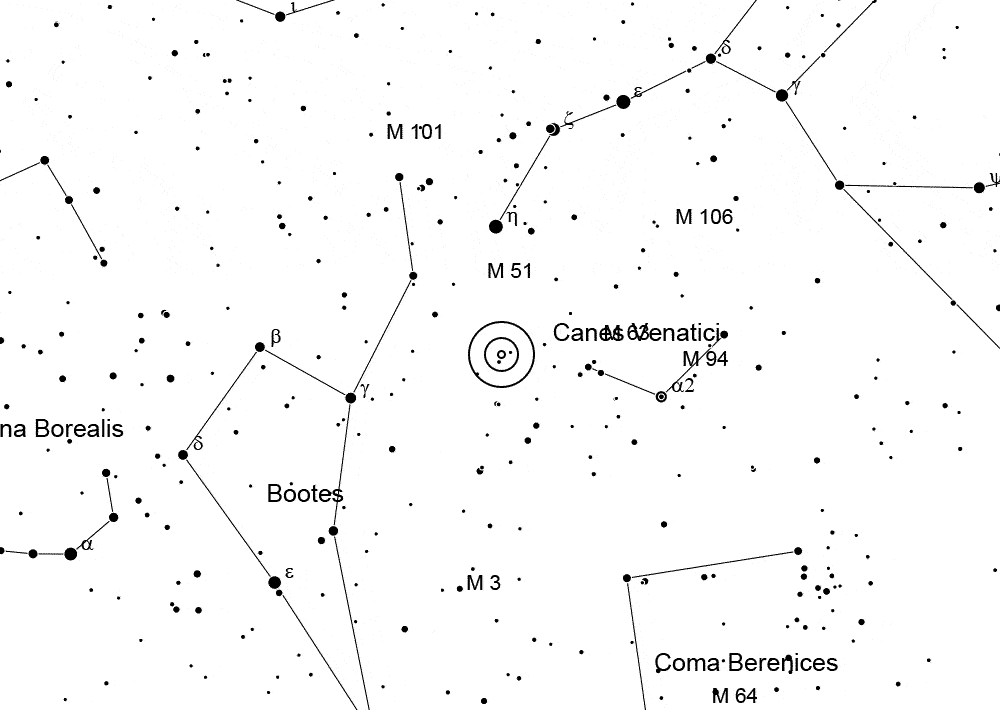 ι
δ
γ
ε
ζ
M 101
ψ
η
M 106
M 51
Canes Venatici
M 63
β
M 94
α2
γ
na Borealis
δ
Bootes
α
ε
M 3
Coma Berenices
M 64